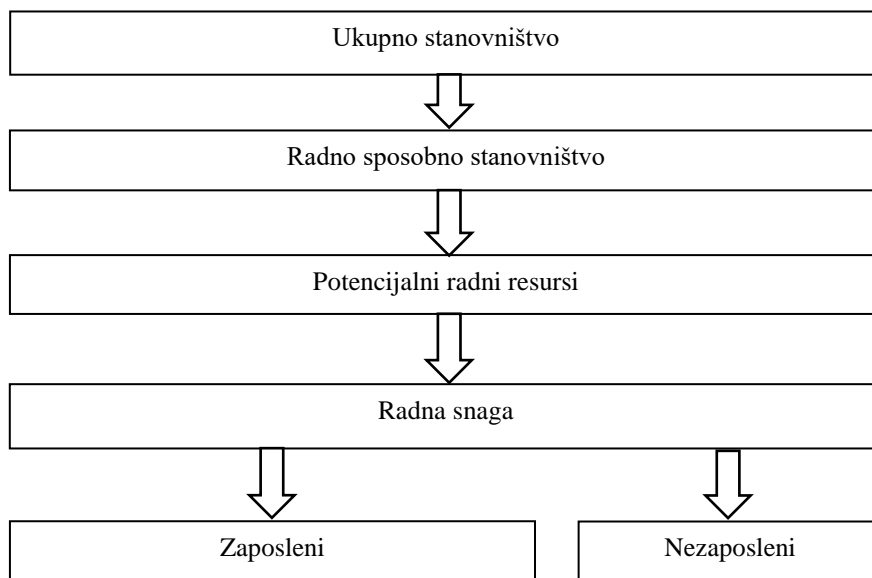 Ukupno stanovništvo
Radno sposobno stanovništvo
Potencijalni radni resursi
Radna snaga
Zaposleni
Nezaposleni